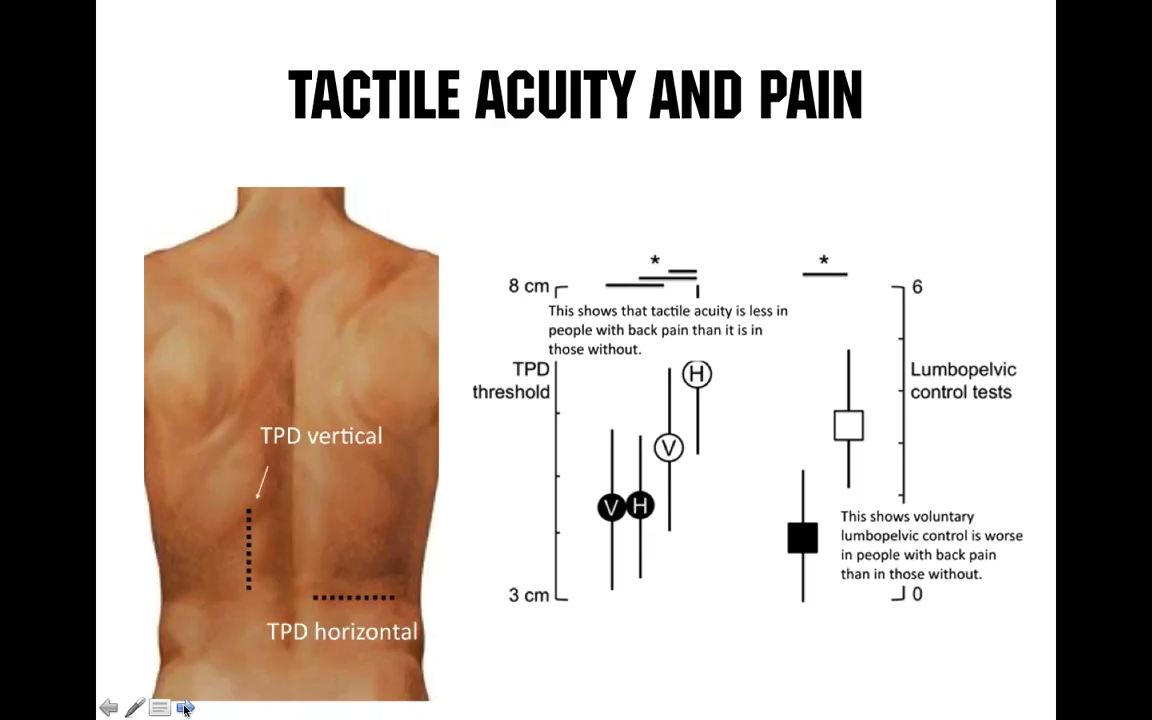 TACTILE ACUITY AND PAIN
TPD vertical
TPD horizontal
*
8 cm
This shows that tactile acuity is less in
people with back pain than it is in
those without.
TPD
threshold
V
H
V
H
3 cm
*
6
Lumbopelvic
control tests
This shows voluntary
lumbopelvic control is worse
in people with back pain
than in those without.
0